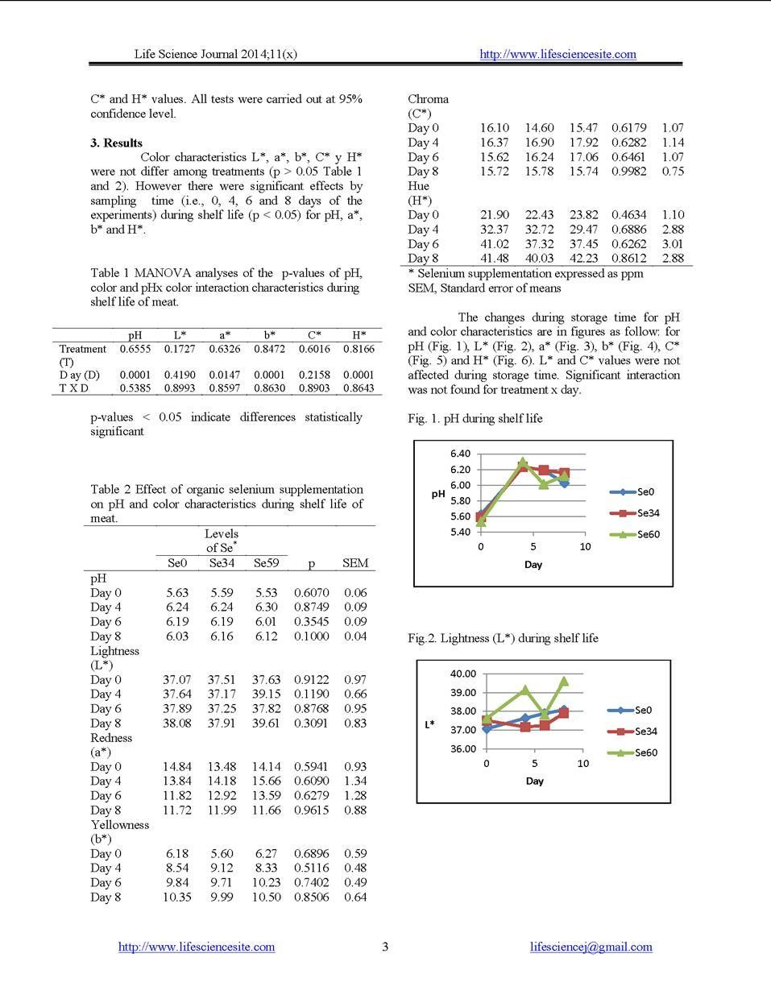 Life Science Journal 2014;11(x) http://www.lifesciencesite.com
C* and H* values. All tests were carried out at 95%
confidence level.
3. Results
Color characteristics L*, a*, b*, C* y H*
were not differ among treatments (p > 0.05 Table 1
and 2). However there were significant effects by
sampling time (i.e., 0, 4, 6 and 8 days of the
experiments) during shelf life (p < 0.05) for pH, a*,
b* and H*.
Table 1 MANOVA analyses of the p-values of pH,
color and pHx color interaction characteristics during
shelf life of meat.
pH L* a* b* C* H*
Treatment 0.6555 0.1727 0.6326 0.8472 0.6016 0.8166
(T)
D ay (D) 0.0001 0.4190 0.0147 0.0001 0.2158 0.0001
T X D 0.5385 0.8993 0.8597 0.8630 0.8903 0.8643
p-values < 0.05 indicate differences statistically
significant
Table 2 Effect of organic selenium supplementation
on pH and color characteristics during shelf life of
meat.
Levels
of Se*
Se0 Se34 Se59 p SEM
pH
Day 0 5.63 5.59 5.53 0.6070 0.06
Day 4 6.24 6.24 6.30 0.8749 0.09
Day 6 6.19 6.19 6.01 0.3545 0.09
Day 8 6.03 6.16 6.12 0.1000 0.04
Lightness
(L*)
Day 0 37.07 37.51 37.63 0.9122 0.97
Day 4 37.64 37.17 39.15 0.1190 0.66
Day 6 37.89 37.25 37.82 0.8768 0.95
Day 8 38.08 37.91 39.61 0.3091 0.83
Redness
(a*)
Day 0 14.84 13.48 14.14 0.5941 0.93
Day 4 13.84 14.18 15.66 0.6090 1.34
Day 6 11.82 12.92 13.59 0.6279 1.28
Day 8 11.72 11.99 11.66 0.9615 0.88
Yellowness
(b*)
Day 0 6.18 5.60 6.27 0.6896 0.59
Day 4 8.54 9.12 8.33 0.5116 0.48
Day 6 9.84 9.71 10.23 0.7402 0.49
Day 8 10.35 9.99 10.50 0.8506 0.64
Chroma
(C*)
Day 0 16.10 14.60 15.47 0.6179 1.07
Day 4 16.37 16.90 17.92 0.6282 1.14
Day 6 15.62 16.24 17.06 0.6461 1.07
Day 8 15.72 15.78 15.74 0.9982 0.75
Hue
(H*)
Day 0 21.90 22.43 23.82 0.4634 1.10
Day 4 32.37 32.72 29.47 0.6886 2.88
Day 6 41.02 37.32 37.45 0.6262 3.01
Day 8 41.48 40.03 42.23 0.8612 2.88
* Selenium supplementation expressed as ppm
SEM, Standard error of means
The changes during storage time for pH
and color characteristics are in figures as follow: for
pH (Fig. 1), L* (Fig. 2), a* (Fig. 3), b* (Fig. 4), C*
(Fig. 5) and H* (Fig. 6). L* and C* values were not
affected during storage time. Significant interaction
was not found for treatment x day.
Fig. 1. pH during shelf life
6.40
6.20
6.00
5.80
5.60
5.40
pH
0 5 10
Day
Se0
Se34
Se60
Fig.2. Lightness (L*) during shelf life
40.00
39.00
38.00
37.00
36.00
L*
0 5 10
Day
Se0
Se34
Se60
http://www.lifesciencesite.com 3 lifesciencej@gmail.com